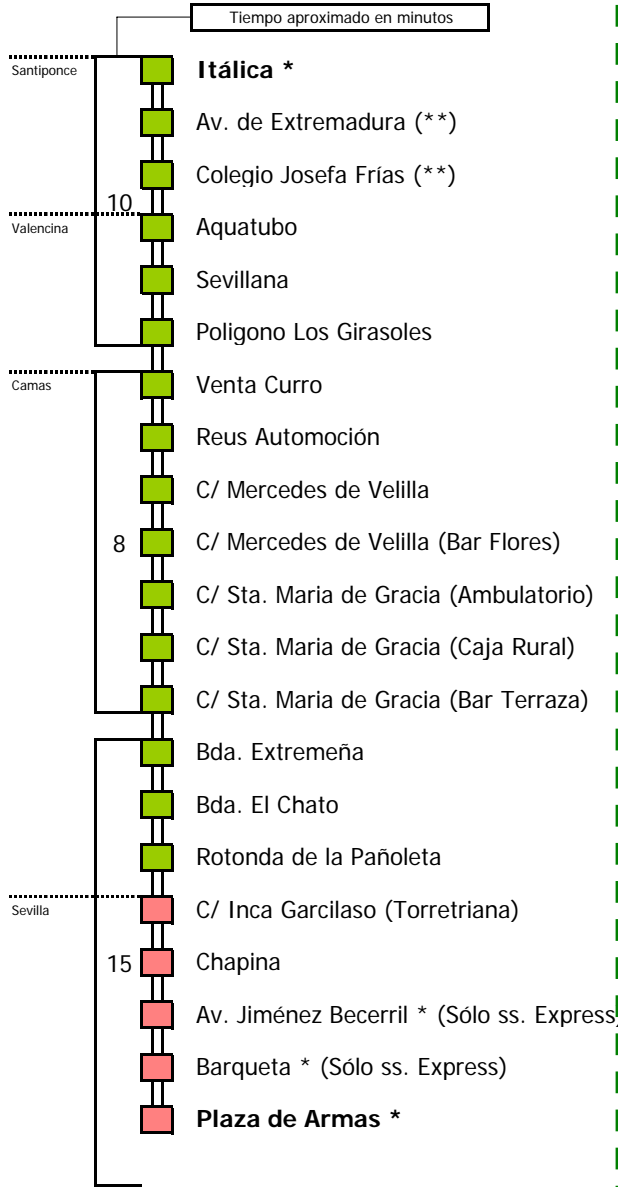 Tiempo aproximado en minutos
Santiponce
Itálica *
Av. de Extremadura (**)
Colegio Josefa Frías (**)
10
Valencina
Aquatubo
Sevillana
Poligono Los Girasoles
Camas
Venta Curro
Reus Automoción
C/ Mercedes de Velilla
8
C/ Mercedes de Velilla (Bar Flores)
C/ Sta. Maria de Gracia (Ambulatorio)
C/ Sta. Maria de Gracia (Caja Rural)
C/ Sta. Maria de Gracia (Bar Terraza)
Bda. Extremeña
Bda. El Chato
Rotonda de la Pañoleta
Sevilla
C/ Inca Garcilaso (Torretriana)
15
Chapina
Av. Jiménez Becerril * (Sólo ss. Express)
Barqueta * (Sólo ss. Express)
Plaza de Armas *